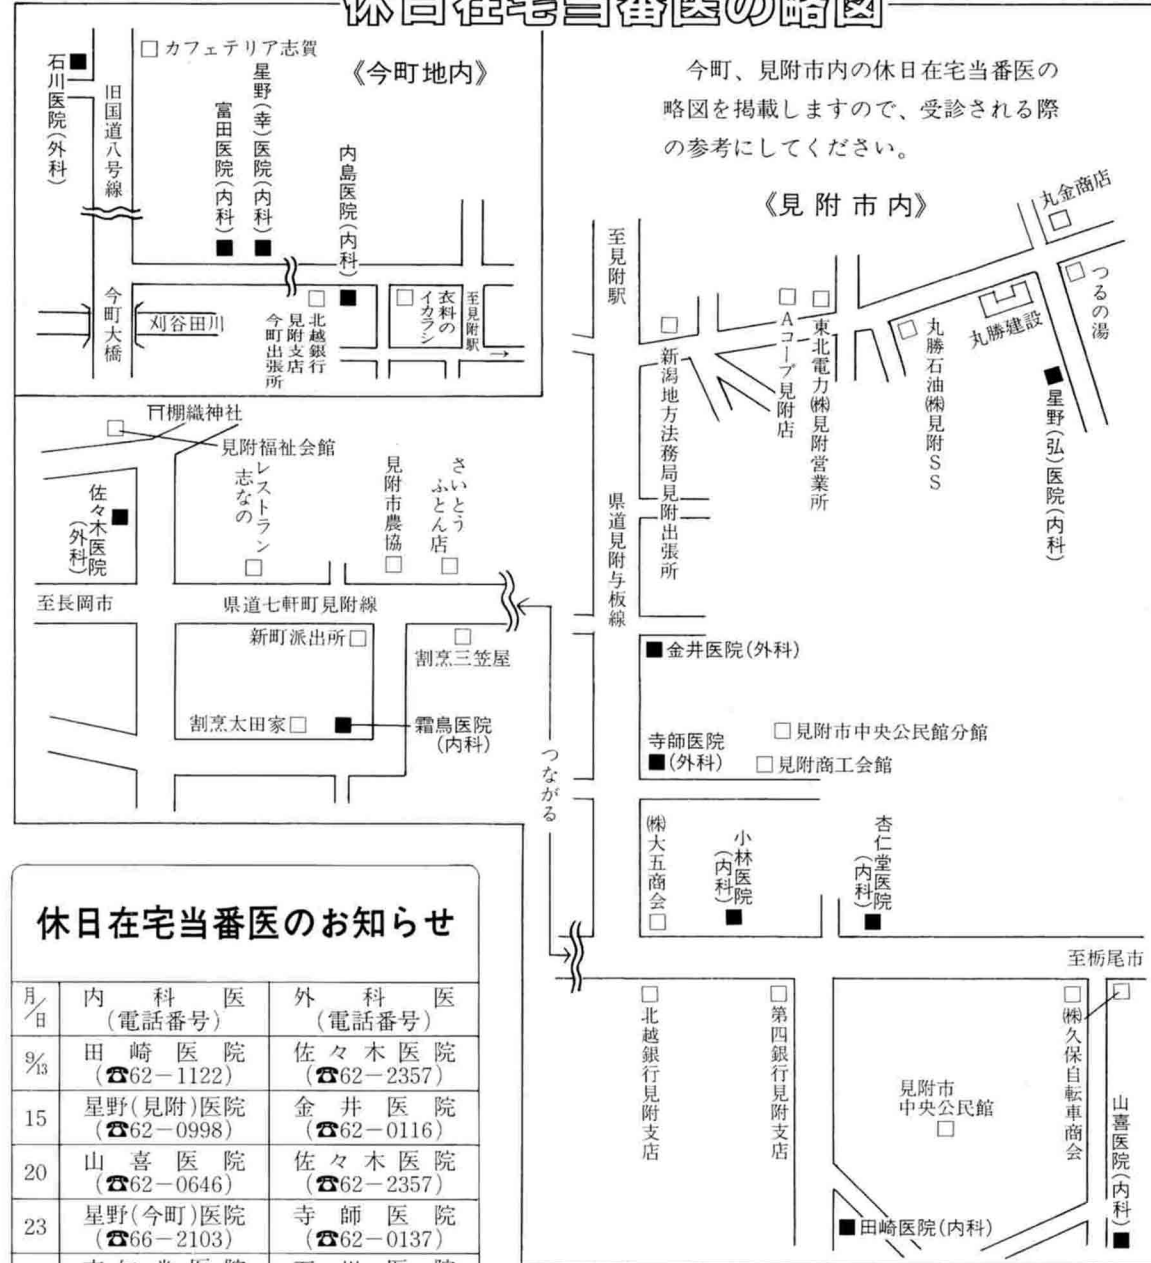 休日在宅当番医の略図
今町、見附市内の休日在宅当番医の
略図を掲載しますので、受診される際
の参考にしてください。
《今町地内》
カフェテリア志賀
石川医院(外科)
旧国道八号線
富田医院(内科)
星野(幸)医院(内科)
内島医院(内科)
今町大橋
刈谷田川
北越銀行
見附支店
今町出張所
衣料の
イカラシ
至見附駅
《見附市内》
丸金商店
つるの湯
丸勝建設
星野(弘)医院(内科)
丸勝石油㈱見附SS
東北電力㈱見附営業所
Aコープ見附店
新潟地方法務局見附出張所
至見附駅
県道見附与板線
棚織神社
見附福祉会館
佐々木医院
(外科)
レストラン
志なの
見附市農協
さいとう
ふとん店
至長岡市
県道七軒町見附線
新町派出所
割烹三笠屋
割烹太田家
霜鳥医院
(内科)
つながる
金井医院(外科)
寺師医院
(外科)
見附市中央公民館分館
見附商工会館
㈱大五商会
小林医院
(内科)
杏仁堂医院
(内科)
至栃尾市
北越銀行見附支店
第四銀行見附支店
見附市
中央公民館
㈱久保自転車商会
山喜医院(内科)
田崎医院(内科)
休日在宅当番医のお知らせ
月/日 内科医 外科医
(電話番号) (電話番号)
9/13 田崎医院 佐々木医院
(☎62−1122) (☎62−2357)
15 星野(見附)医院 金井医院
(☎62−0998) (☎62−0116)
20 山喜医院 佐々木医院
(☎62−0646) (☎62−2357)
23 星野(今町)医院 寺師医院
(☎66−2103) (☎62−0137)